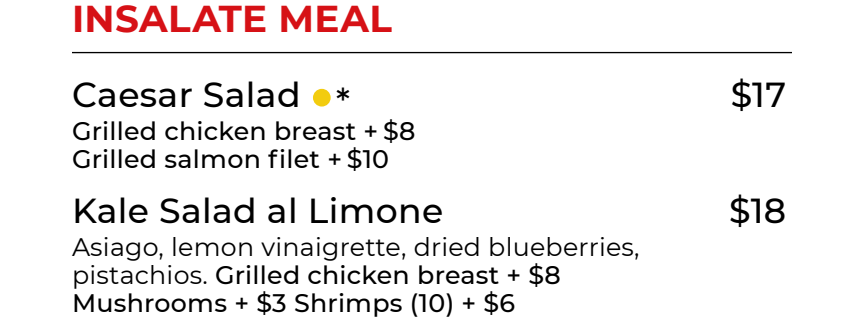 INSALATE MEAL
Caesar Salad * $17
Grilled chicken breast + $8
Grilled salmon filet + $10
Kale Salad al Limone $18
Asiago, lemon vinaigrette, dried blueberries,
pistachios. Grilled chicken breast + $8
Mushrooms + $3 Shrimps (10) + $6